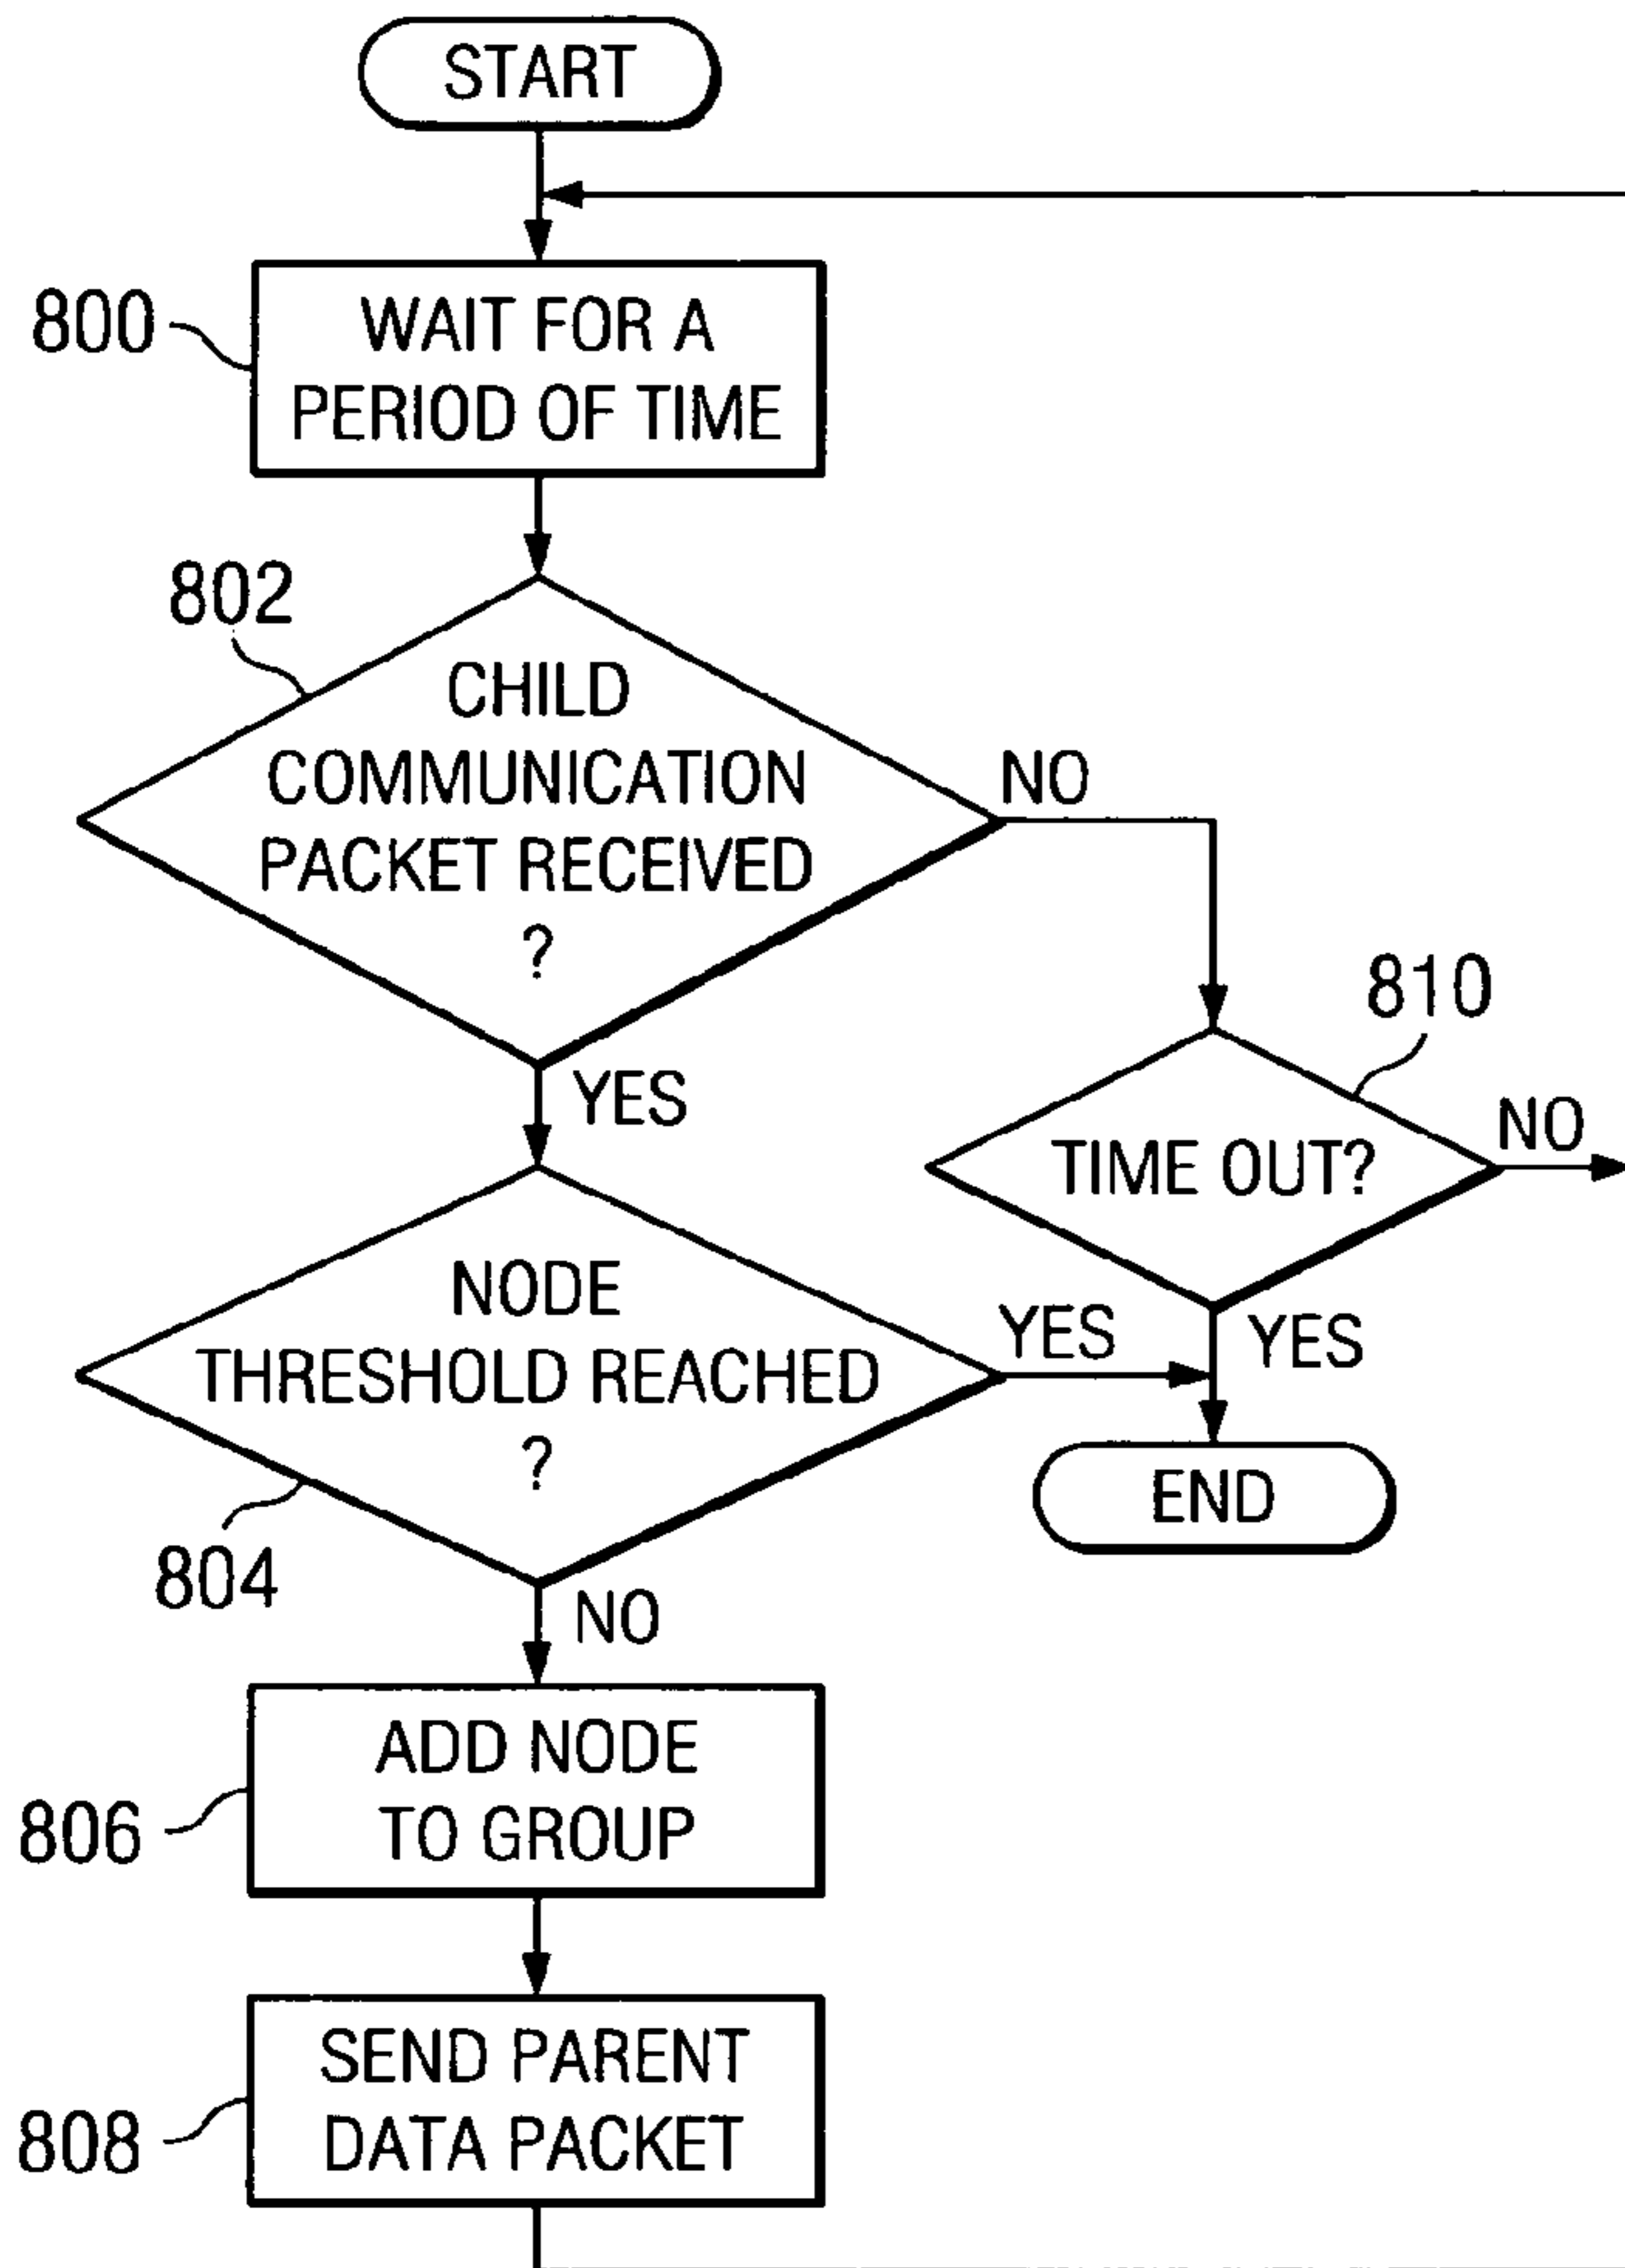 START
800
WAIT FOR A
PERIOD OF TIME
802
CHILD
COMMUNICATION
PACKET RECEIVED
?
NO
YES
810
TIME OUT?
NO
YES
NODE
THRESHOLD REACHED
?
YES
804
NO
END
806
ADD NODE
TO GROUP
808
SEND PARENT
DATA PACKET